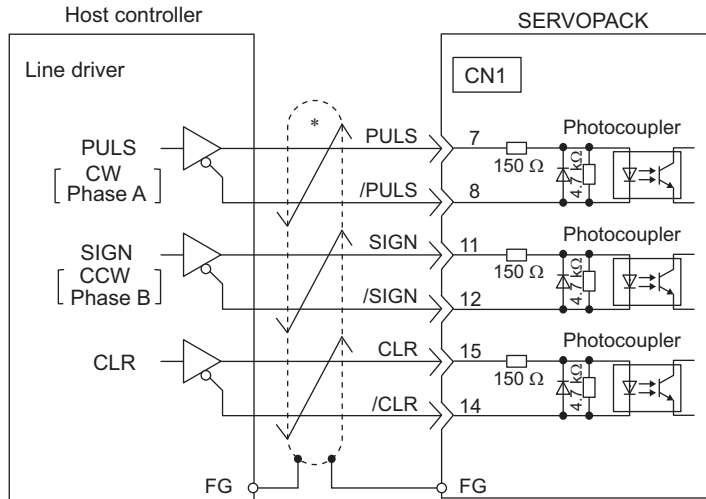 Host controller
SERVOPACK
Line driver
CN1
*
PULS
CW
Phase A
PULS
7
150 Ω
Photocoupler
4.7 kΩ
/PULS
8
SIGN
CCW
Phase B
SIGN
11
150 Ω
Photocoupler
4.7 kΩ
/SIGN
12
CLR
CLR
15
150 Ω
Photocoupler
4.7 kΩ
/CLR
14
FG
FG